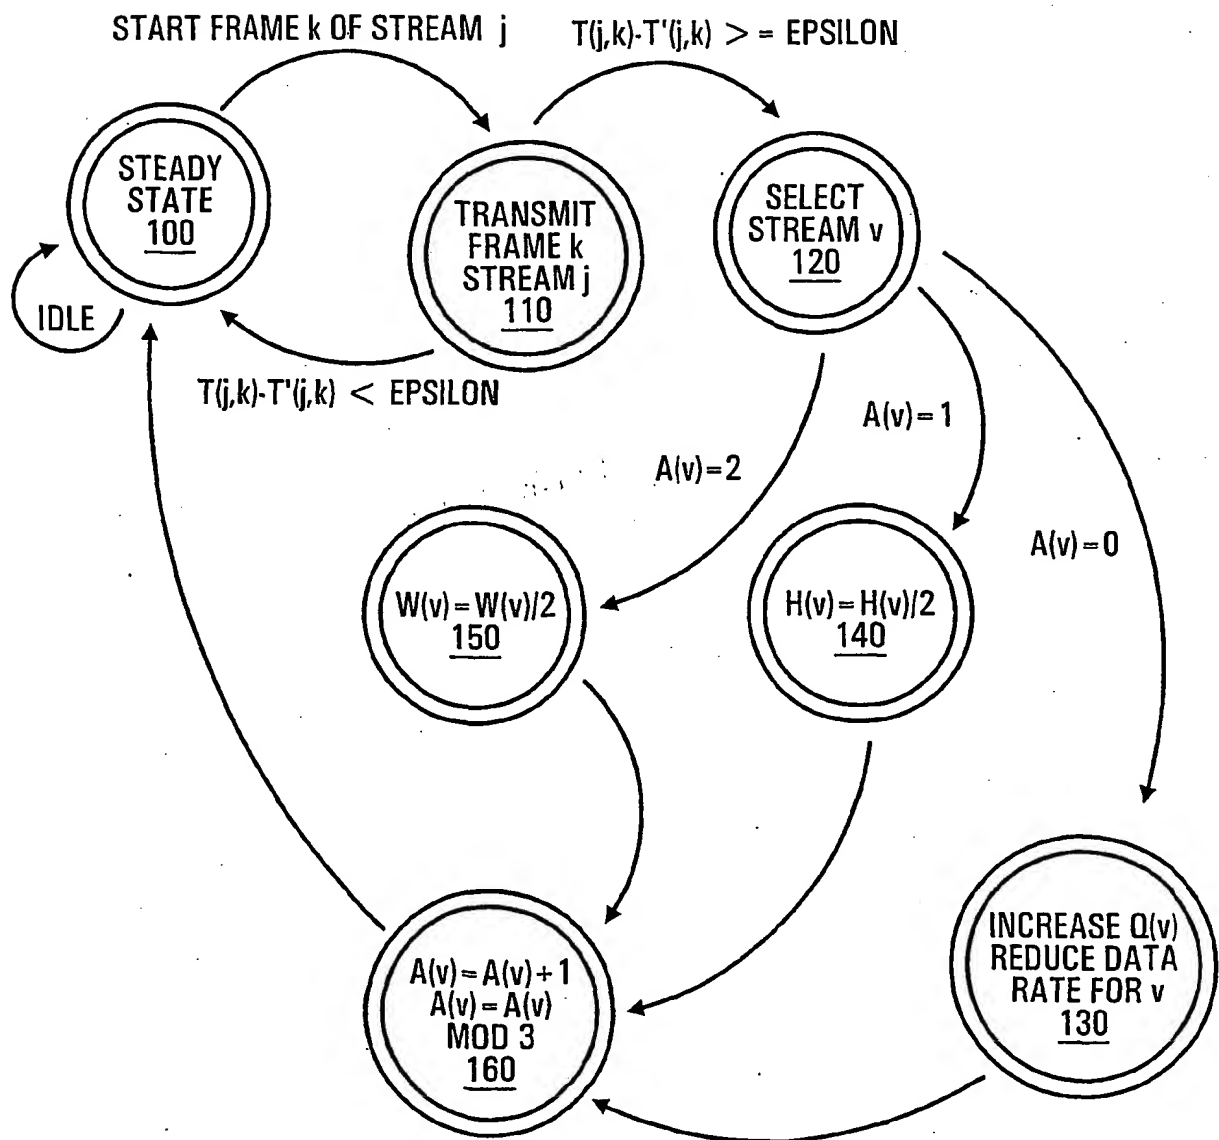 START FRAME k OF STREAM j
T(j,k)-T'(j,k) > = EPSILON
STEADY
STATE
100
IDLE
TRANSMIT
FRAME k
STREAM j
110
SELECT
STREAM v
120
T(j,k)-T'(j,k) < EPSILON
A(v)=1
A(v)=2
A(v)=0
W(v)=W(v)/2
150
H(v)=H(v)/2
140
A(v)=A(v)+1
A(v)=A(v)
MOD 3
160
INCREASE Q(v)
REDUCE DATA
RATE FOR v
130